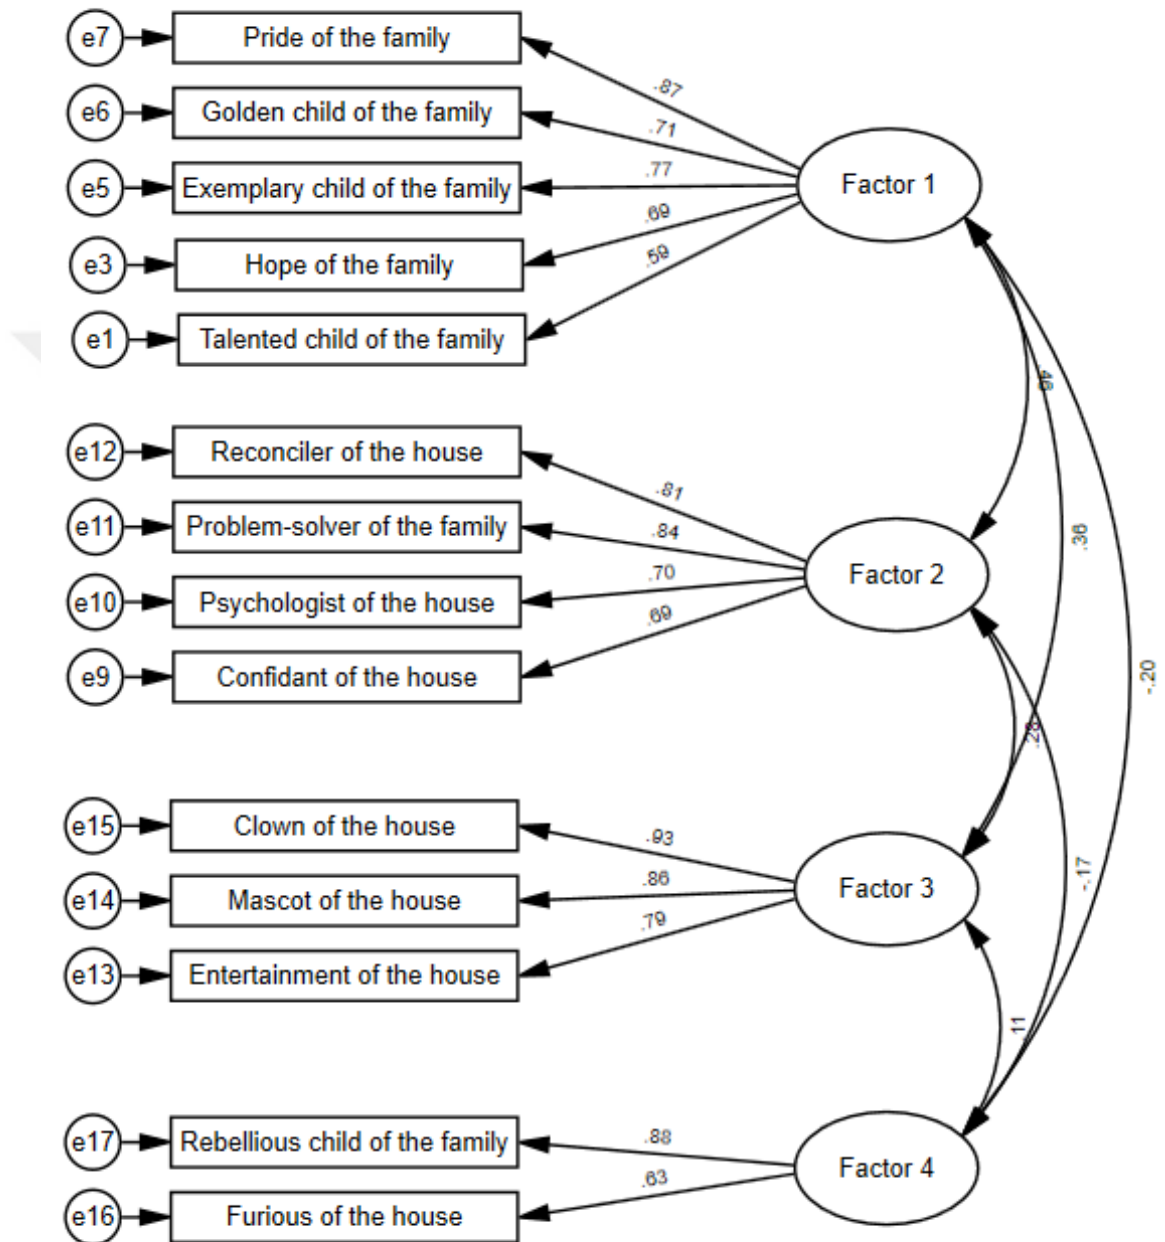 e7 Pride of the family .87
e6 Golden child of the family .71
e5 Exemplary child of the family .77 Factor 1
e3 Hope of the family .69
e1 Talented child of the family .59
.46
e12 Reconciler of the house .81
e11 Problem-solver of the family .84 .36
Factor 2
e10 Psychologist of the house .70
e9 Confidant of the house .69 -.20
.28
e15 Clown of the house .93
-.17
e14 Mascot of the house .86 Factor 3
e13 Entertainment of the house .79
.11
e17 Rebellious child of the family .88
Factor 4
e16 Furious of the house .63